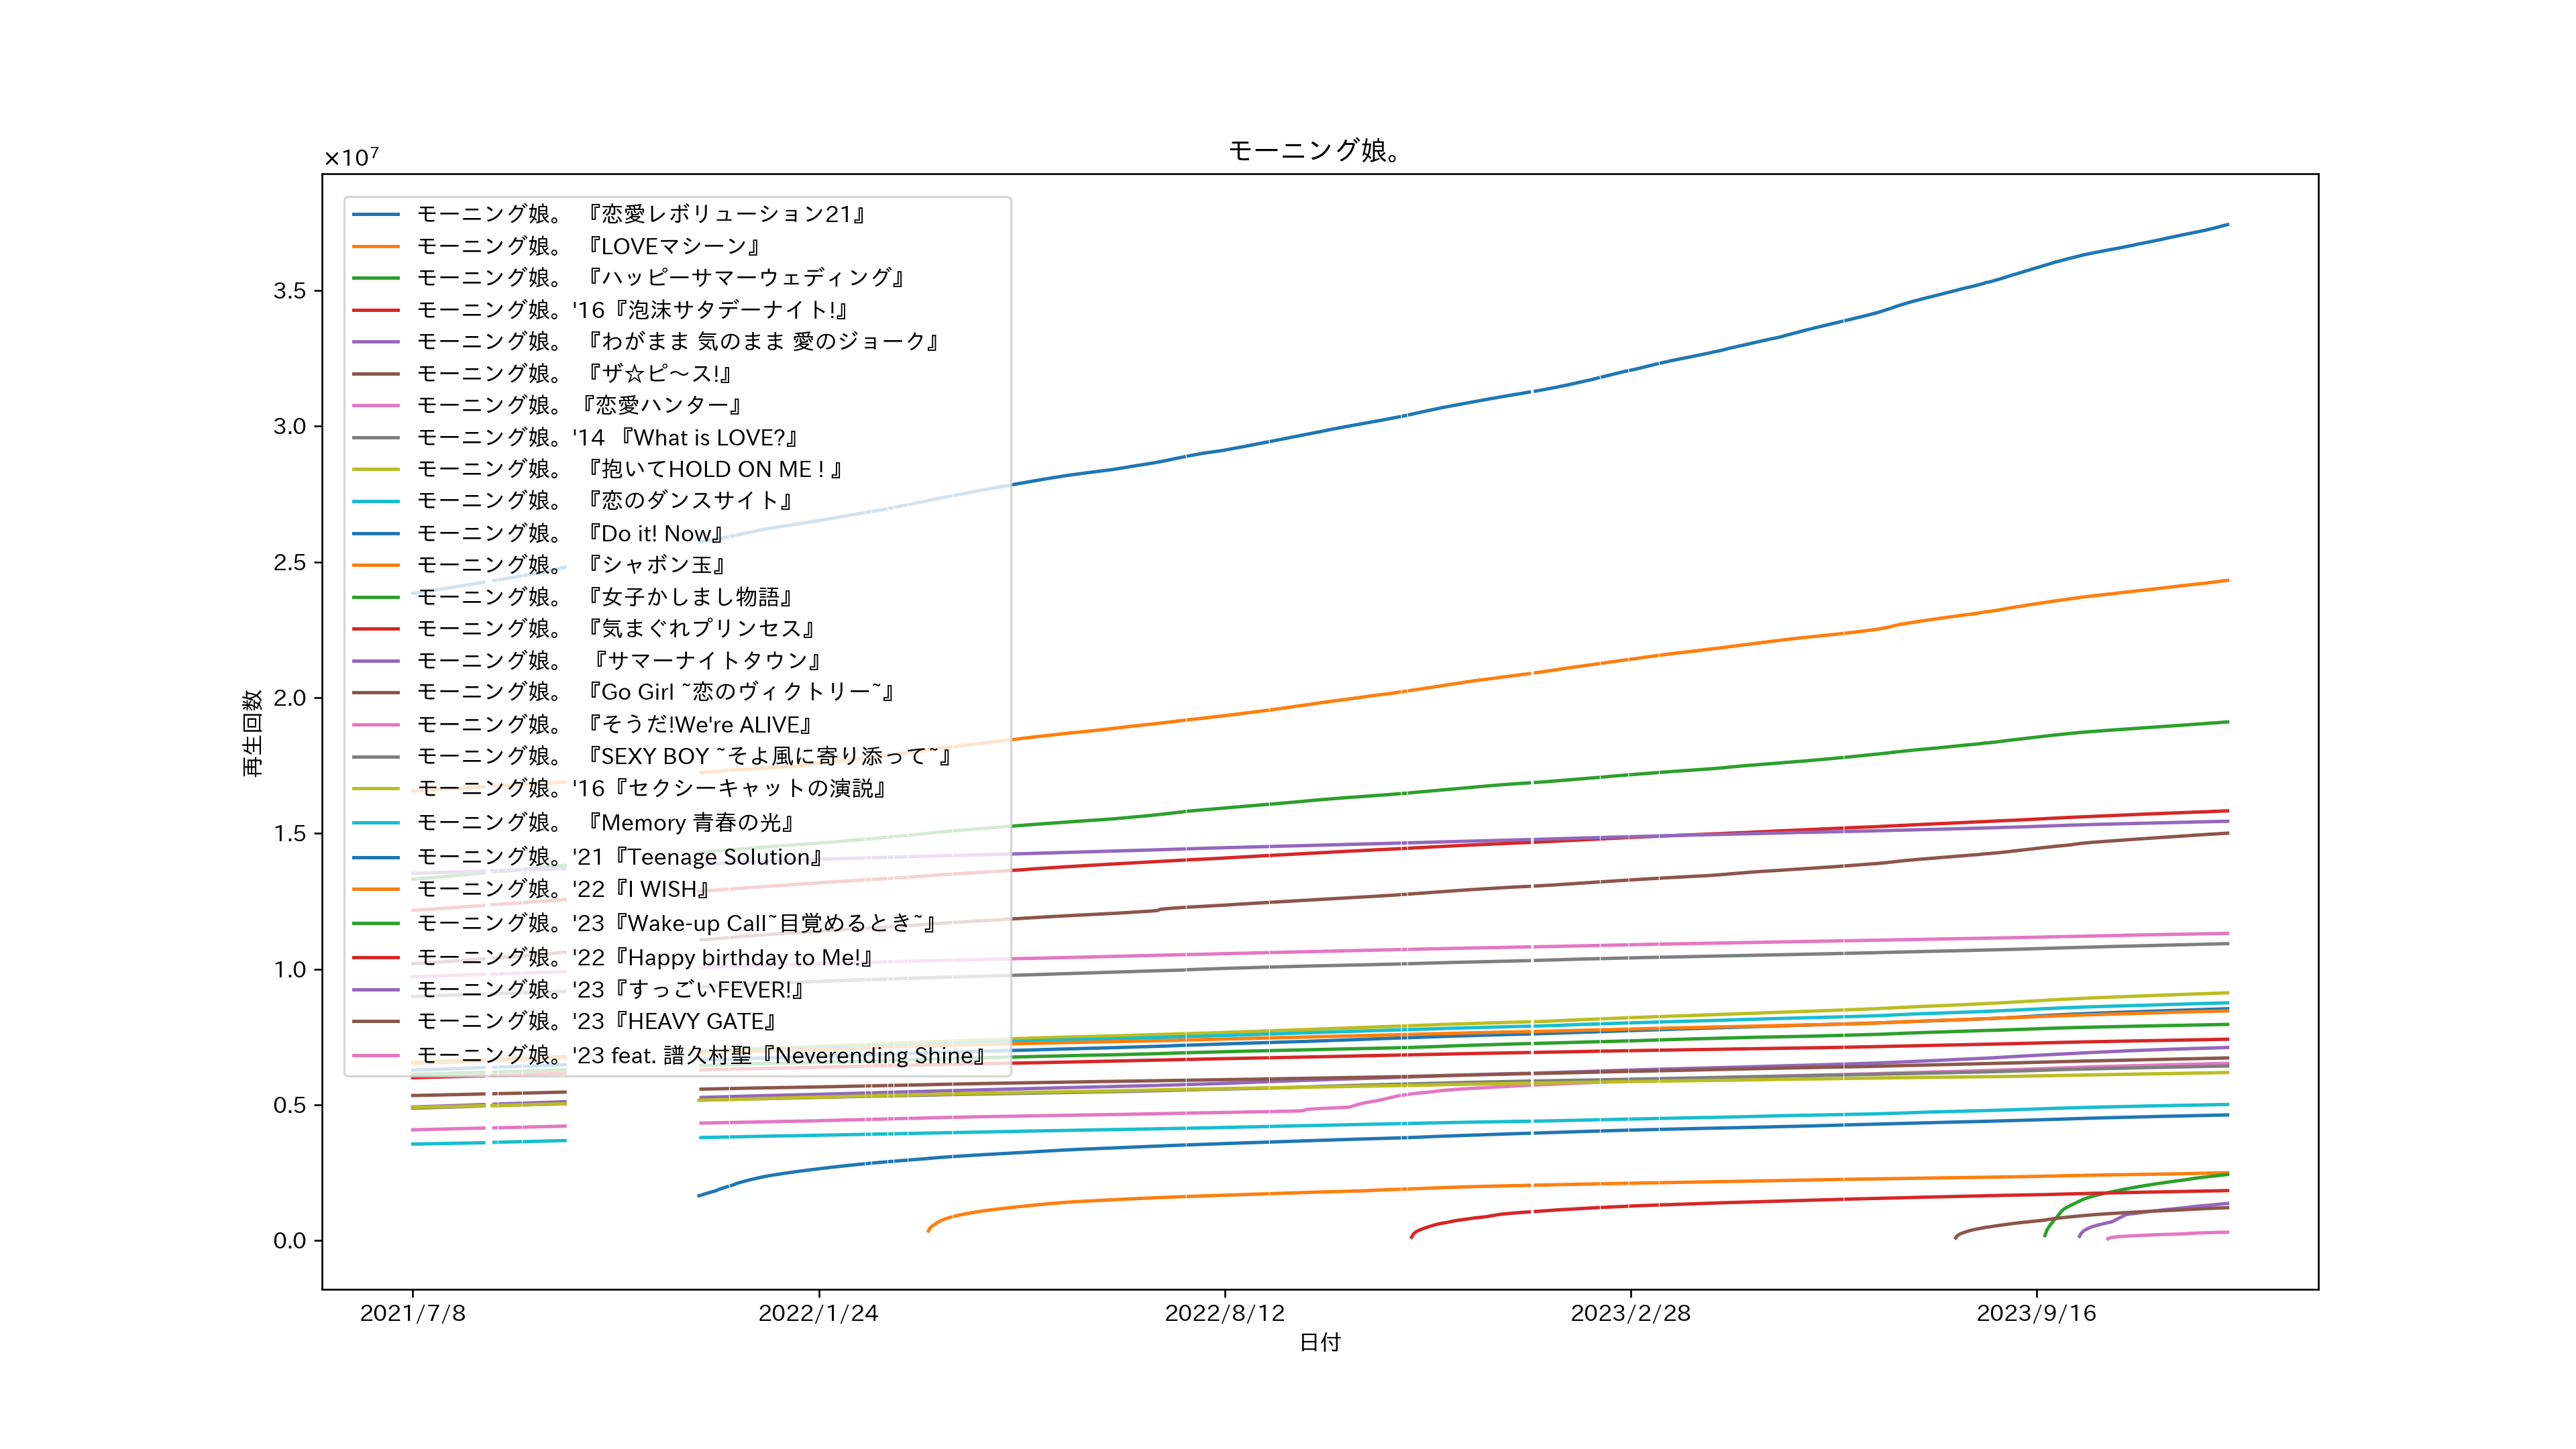 モーニング娘。
×10⁷
3.5
3.0
2.5
2.0
1.5
1.0
0.5
0.0
再生回数
モーニング娘。 『恋愛レボリューション21』
モーニング娘。 『LOVEマシーン』
モーニング娘。 『ハッピーサマーウェディング』
モーニング娘。'16『泡沫サタデーナイト!』
モーニング娘。 『わがまま 気のまま 愛のジョーク』
モーニング娘。 『ザ☆ピ～ス!』
モーニング娘。『恋愛ハンター』
モーニング娘。'14 『What is LOVE?』
モーニング娘。 『抱いてHOLD ON ME ! 』
モーニング娘。 『恋のダンスサイト』
モーニング娘。 『Do it! Now』
モーニング娘。 『シャボン玉』
モーニング娘。 『女子かしまし物語』
モーニング娘。 『気まぐれプリンセス』
モーニング娘。 『サマーナイトタウン』
モーニング娘。 『Go Girl ~恋のヴィクトリー~』
モーニング娘。 『そうだ!We're ALIVE』
モーニング娘。 『SEXY BOY ~そよ風に寄り添って~』
モーニング娘。'16『セクシーキャットの演説』
モーニング娘。 『Memory 青春の光』
モーニング娘。'21『Teenage Solution』
モーニング娘。'22『I WISH』
モーニング娘。'23『Wake-up Call~目覚めるとき~』
モーニング娘。'22『Happy birthday to Me!』
モーニング娘。'23『すっごいFEVER!』
モーニング娘。'23『HEAVY GATE』
モーニング娘。'23 feat. 譜久村聖『Neverending Shine』
2021/7/8
2022/1/24
2022/8/12
2023/2/28
2023/9/16
日付